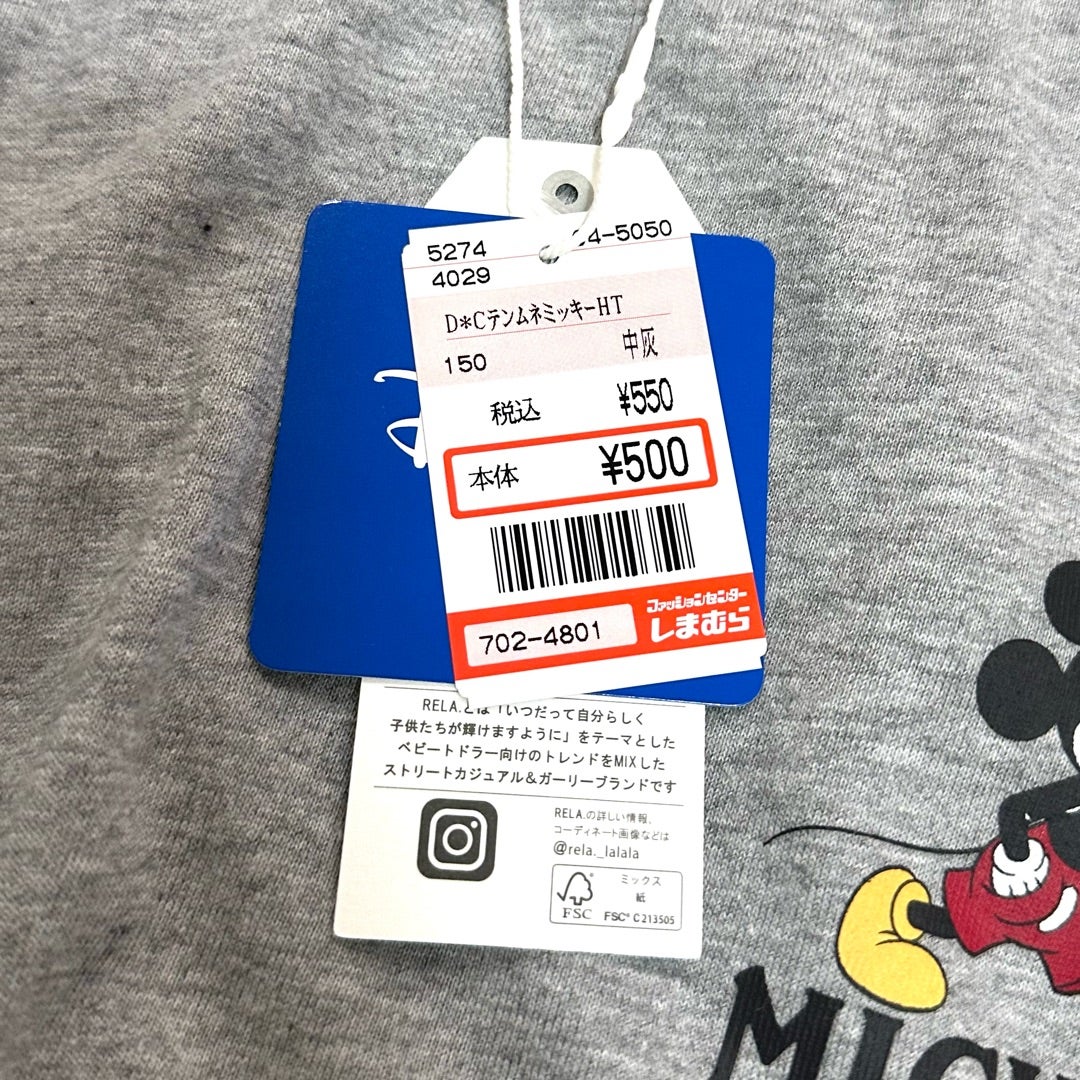 5274
4-5050
4029
D*CテンムネミッキーHT
150 中灰
税込 ¥550
本体 ¥500
ファッションセンター
しまむら
702-4801
RELA.とは「いつだって自分らしく
子供たちが輝けますように」をテーマとした
ベビートドラー向けのトレンドをMIXした
ストリートカジュアル&ガーリーブランドです
RELA.の詳しい情報、
コーディネート画像などは
@rela._lalala
ミックス
紙
FSC
FSC® C213505
MIC